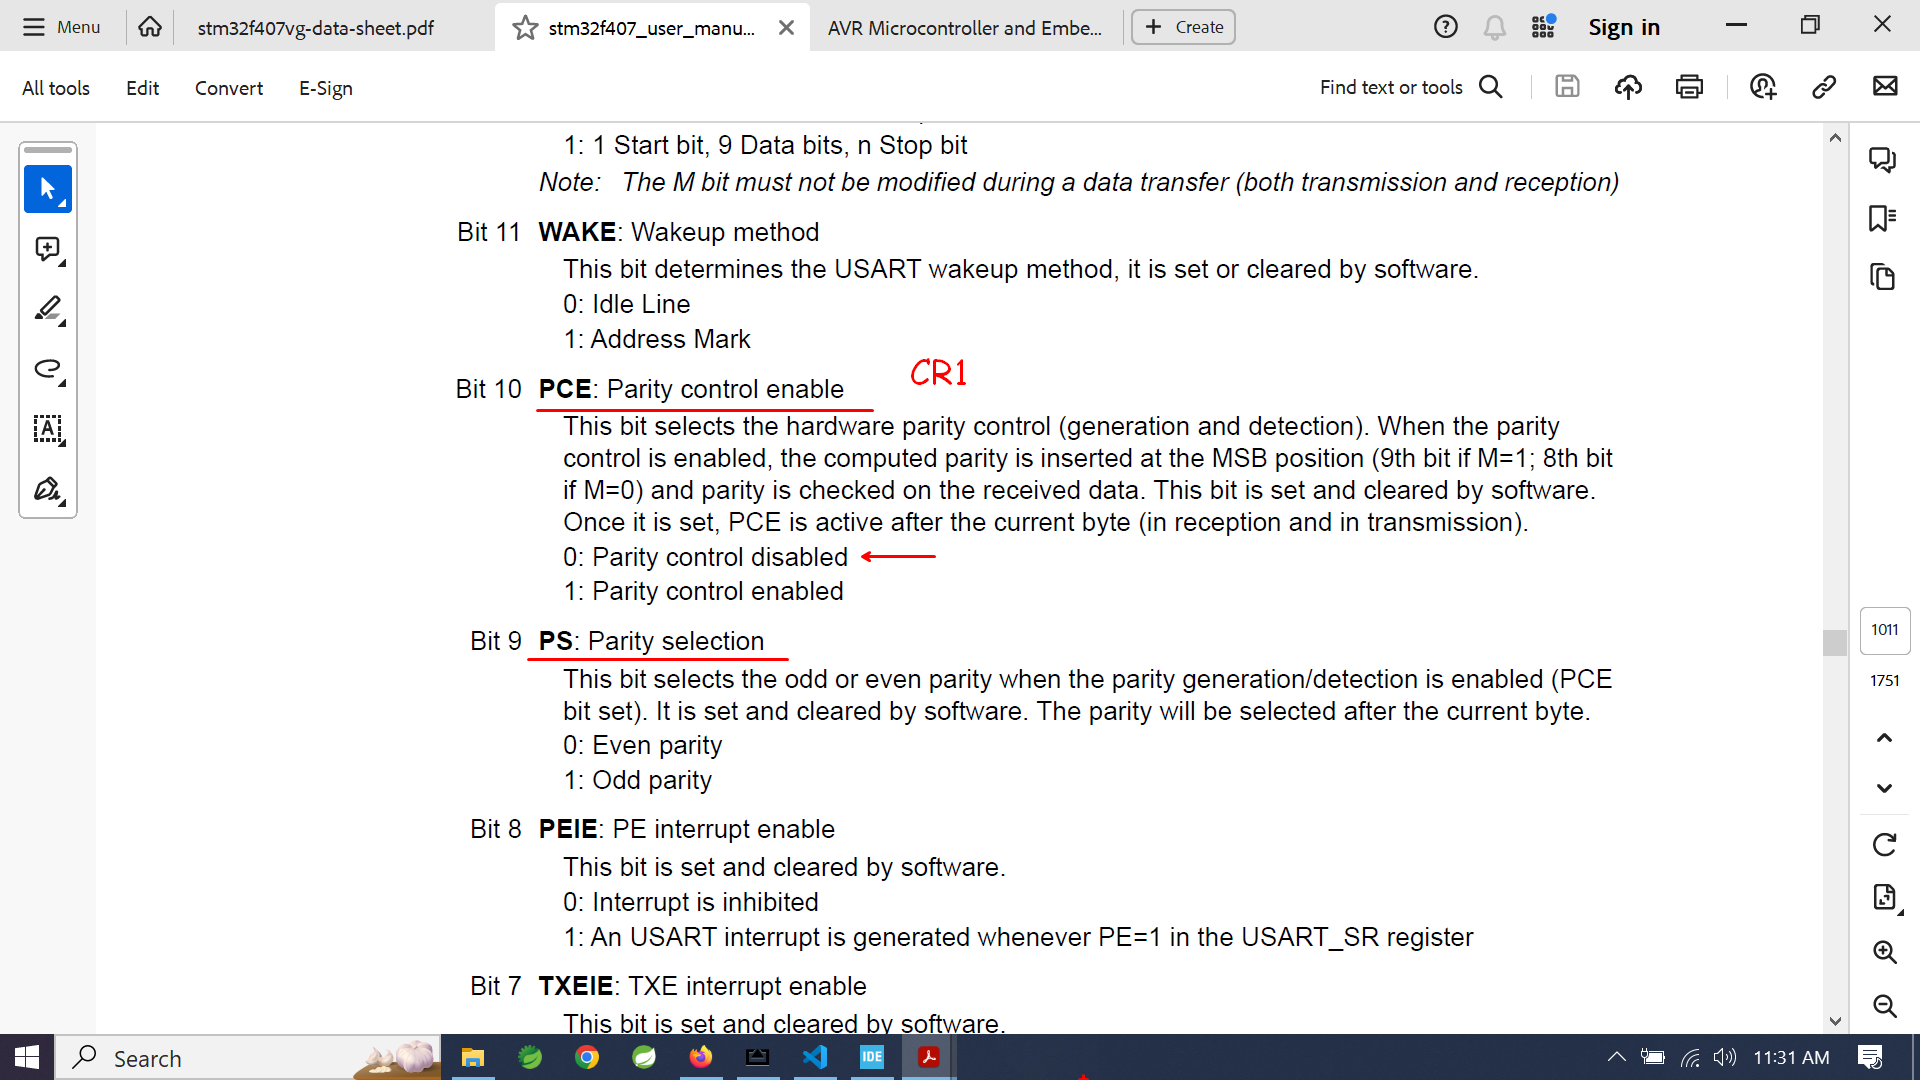 Menu
stm32f407vg-data-sheet.pdf
stm32f407_user_manu...
AVR Microcontroller and Embe...
Create
Sign in
All tools
Edit
Convert
E-Sign
Find text or tools
1: 1 Start bit, 9 Data bits, n Stop bit
Note: The M bit must not be modified during a data transfer (both transmission and reception)
Bit 11 WAKE: Wakeup method
This bit determines the USART wakeup method, it is set or cleared by software.
0: Idle Line
1: Address Mark
CR1
Bit 10 PCE: Parity control enable
This bit selects the hardware parity control (generation and detection). When the parity
control is enabled, the computed parity is inserted at the MSB position (9th bit if M=1; 8th bit
if M=0) and parity is checked on the received data. This bit is set and cleared by software.
Once it is set, PCE is active after the current byte (in reception and in transmission).
0: Parity control disabled
1: Parity control enabled
Bit 9 PS: Parity selection
This bit selects the odd or even parity when the parity generation/detection is enabled (PCE
bit set). It is set and cleared by software. The parity will be selected after the current byte.
0: Even parity
1: Odd parity
Bit 8 PEIE: PE interrupt enable
This bit is set and cleared by software.
0: Interrupt is inhibited
1: An USART interrupt is generated whenever PE=1 in the USART_SR register
Bit 7 TXEIE: TXE interrupt enable
This bit is set and cleared by software.
1011
1751
Search
IDE
11:31 AM